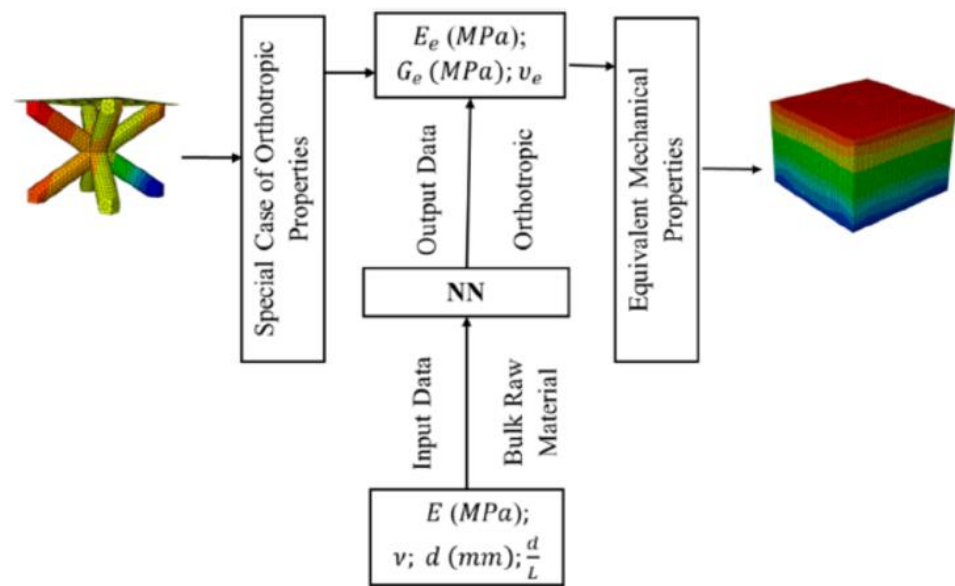 Special Case of Orthotropic
Properties
E_e (MPa);
G_e (MPa); υ_e
Equivalent Mechanical
Properties
Output Data
Orthotropic
NN
Input Data
Bulk Raw
Material
E (MPa);
ν; d (mm); d/L